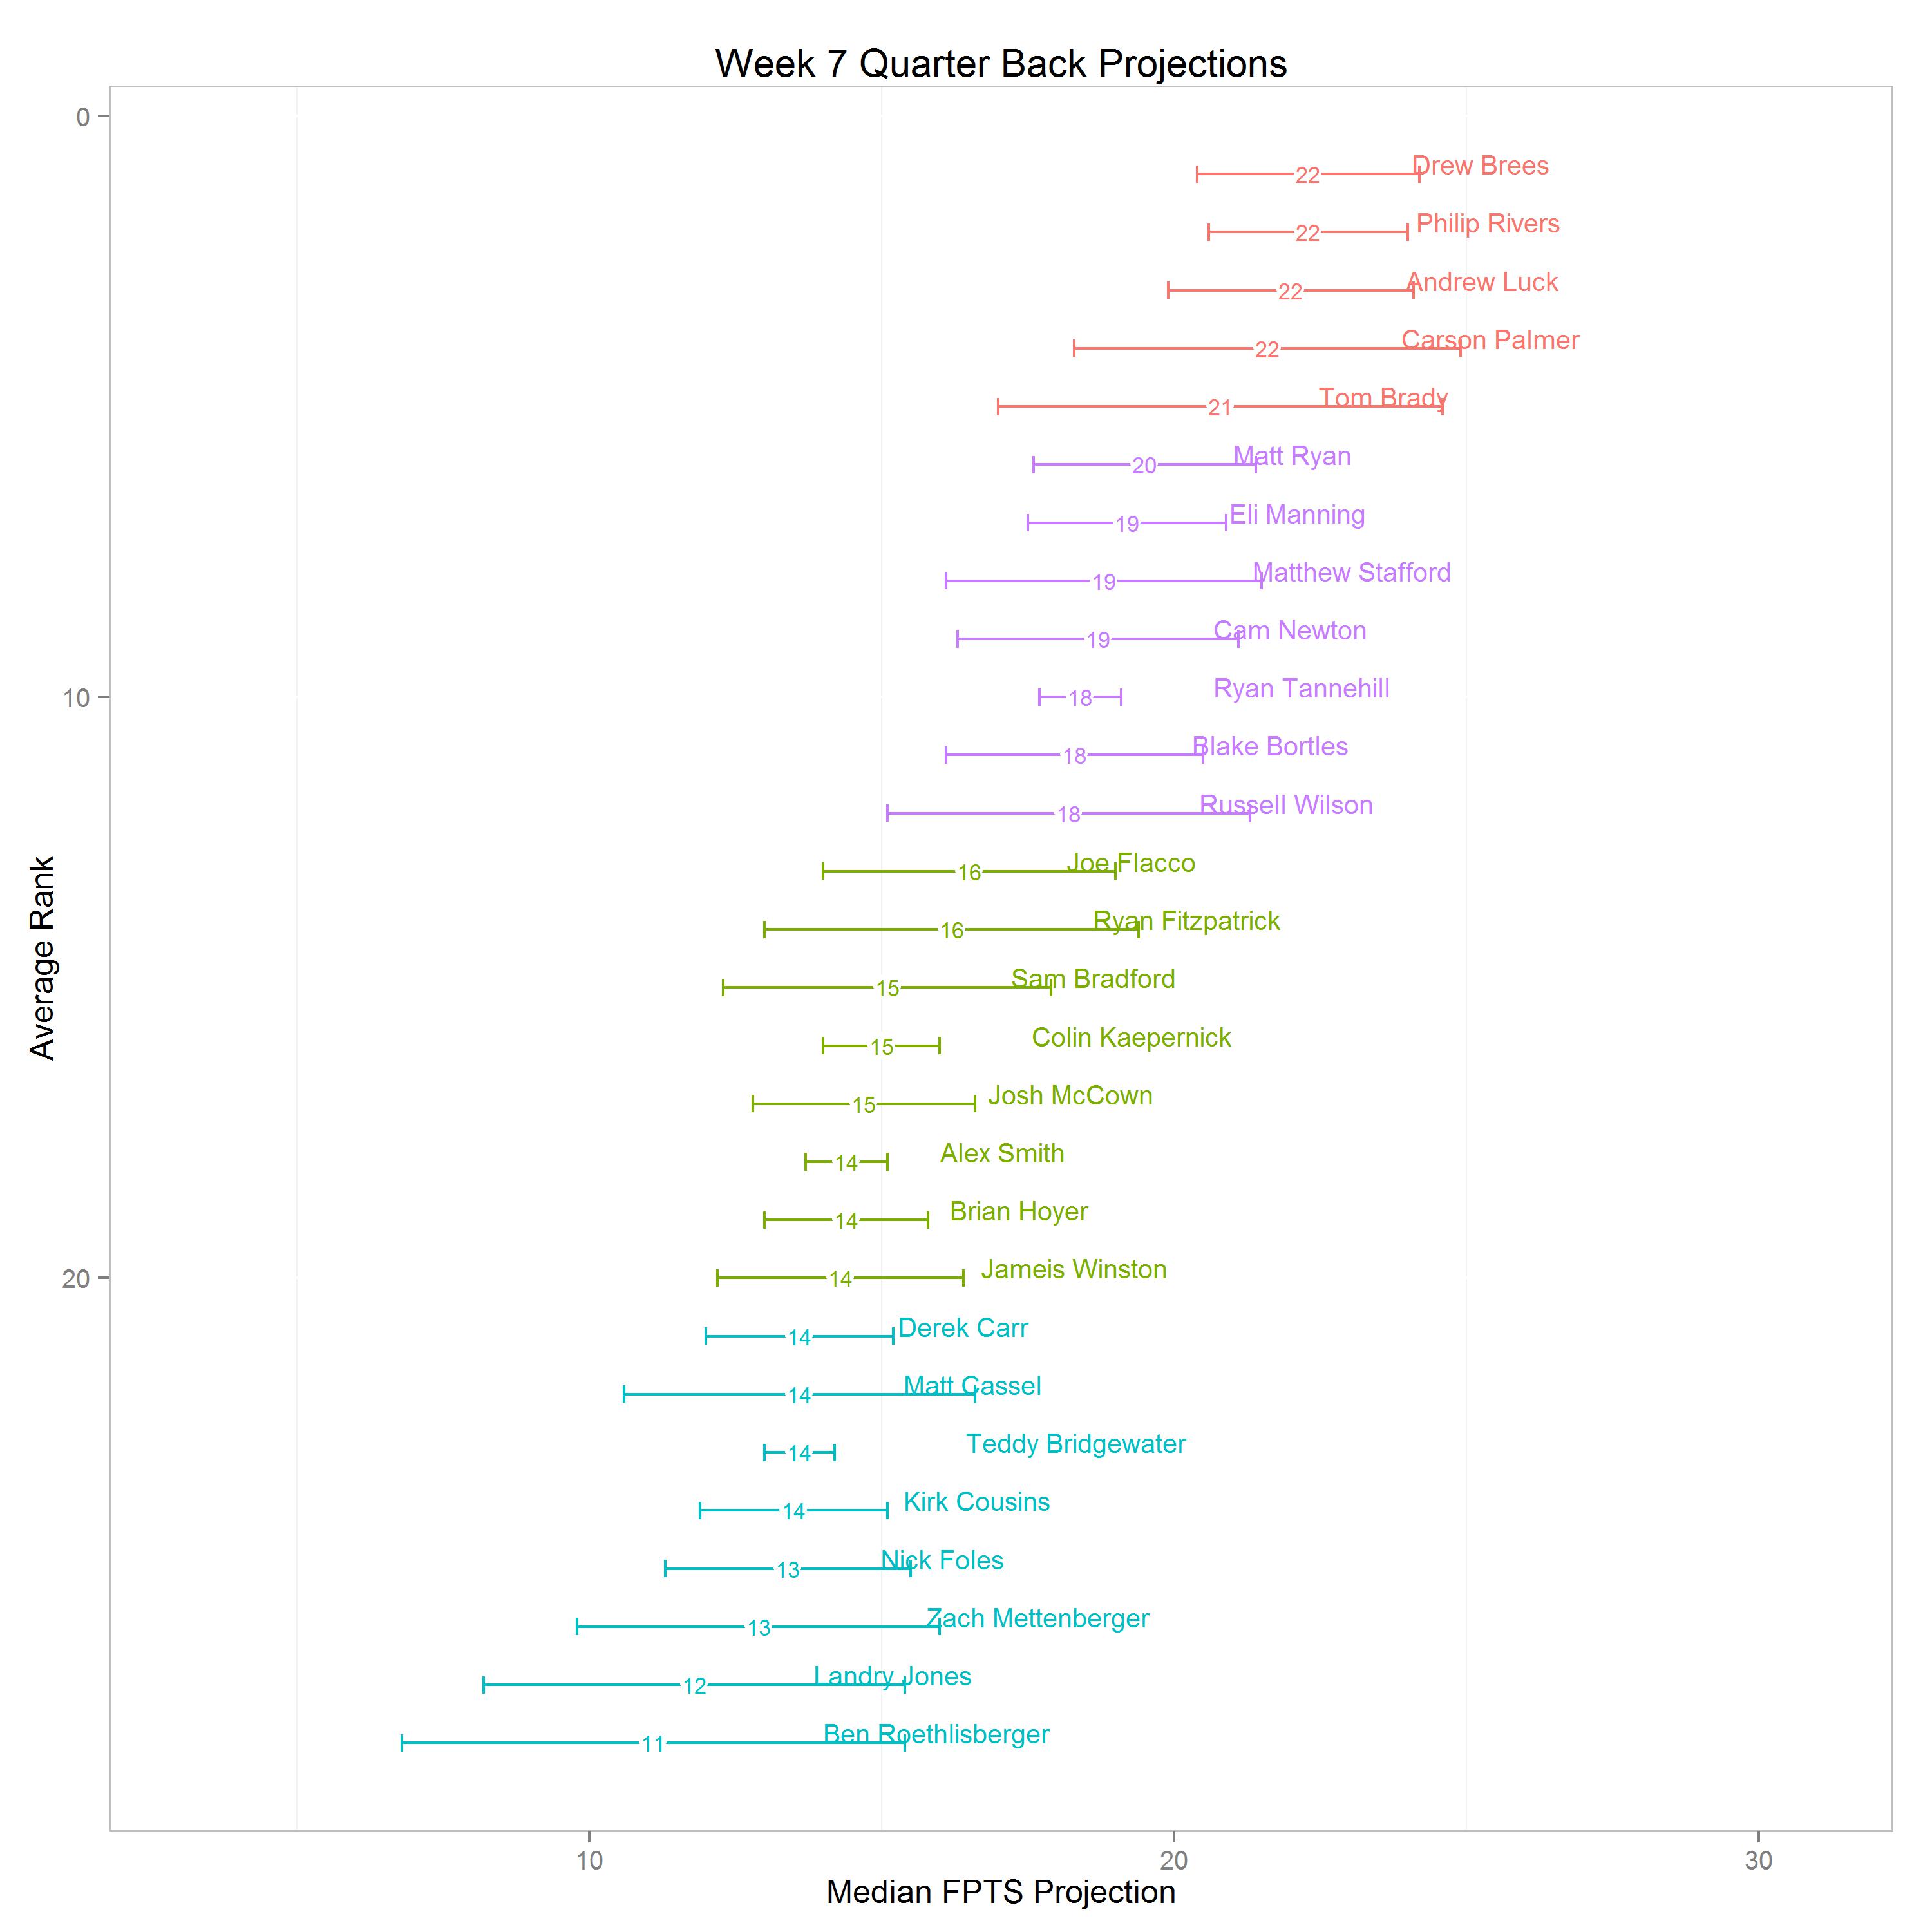 Week 7 Quarter Back Projections
0
Drew Brees
22
Philip Rivers
22
Andrew Luck
22
Carson Palmer
22
Tom Brady
21
Matt Ryan
20
Eli Manning
19
Matthew Stafford
19
Cam Newton
19
10
Ryan Tannehill
18
Blake Bortles
18
Russell Wilson
18
Joe Flacco
16
Ryan Fitzpatrick
16
Sam Bradford
15
Colin Kaepernick
15
Josh McCown
15
Alex Smith
14
Brian Hoyer
14
Jameis Winston
20
14
Derek Carr
14
Matt Cassel
14
Teddy Bridgewater
14
Kirk Cousins
14
Nick Foles
13
Zach Mettenberger
13
Landry Jones
12
Ben Roethlisberger
11
Average Rank
10 20 30
Median FPTS Projection